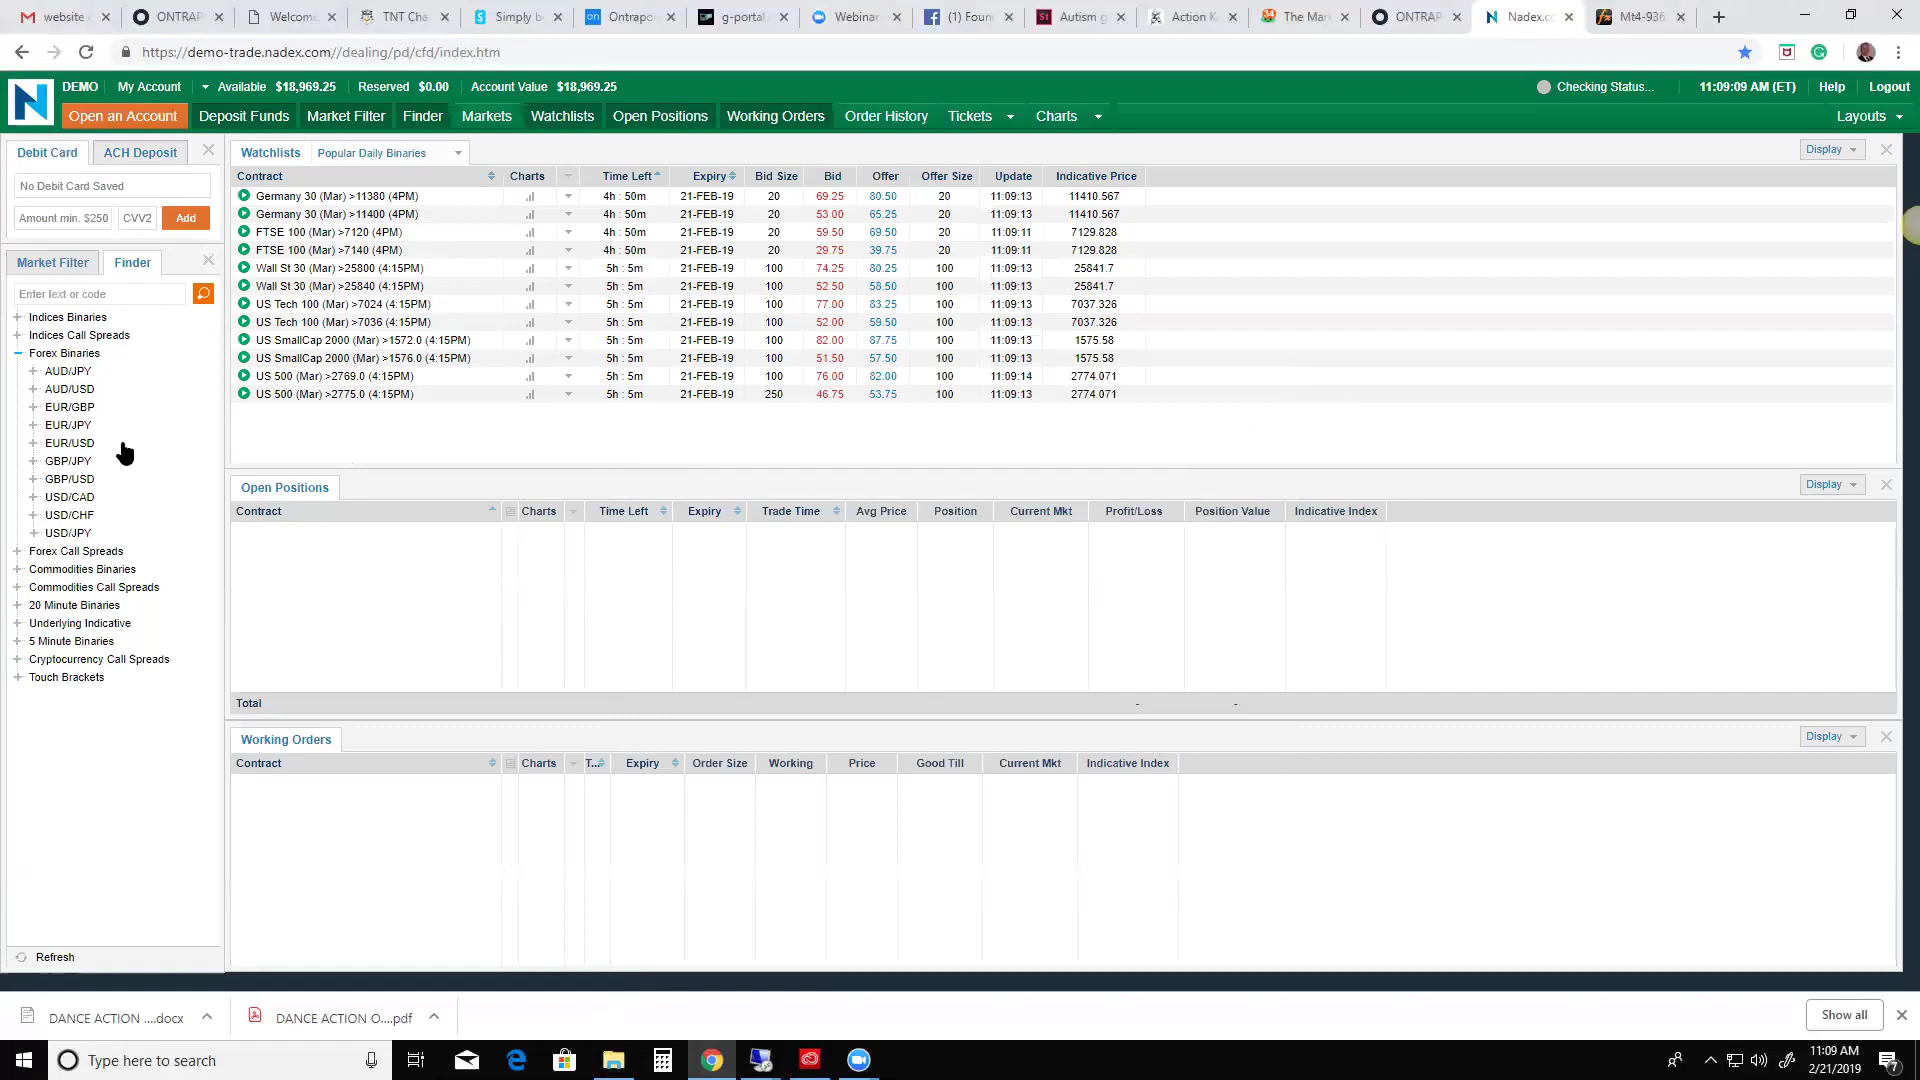 website
ONTRAP
Welcome
TNT Cha
Simply b
Ontrapo
g-portal.
Webinar
(1) Foun
Autism g
Action K
The Man
ONTRAP
Nadex.co
Mt4-936
https://demo-trade.nadex.com//dealing/pd/cfd/index.htm
DEMO My Account Available $18,969.25 Reserved $0.00 Account Value $18,969.25 Checking Status... 11:09:09 AM (ET) Help Logout
Open an Account Deposit Funds Market Filter Finder Markets Watchlists Open Positions Working Orders Order History Tickets Charts Layouts
Debit Card ACH Deposit
No Debit Card Saved
Amount min. $250 CVV2 Add
Market Filter Finder
Enter text or code
Indices Binaries
Indices Call Spreads
Forex Binaries
AUD/JPY
AUD/USD
EUR/GBP
EUR/JPY
EUR/USD
GBP/JPY
GBP/USD
USD/CAD
USD/CHF
USD/JPY
Forex Call Spreads
Commodities Binaries
Commodities Call Spreads
20 Minute Binaries
Underlying Indicative
5 Minute Binaries
Cryptocurrency Call Spreads
Touch Brackets
Refresh
Watchlists Popular Daily Binaries Display
Contract Charts Time Left Expiry Bid Size Bid Offer Offer Size Update Indicative Price
Germany 30 (Mar) >11380 (4PM) 4h : 50m 21-FEB-19 20 69.25 80.50 20 11:09:13 11410.567
Germany 30 (Mar) >11400 (4PM) 4h : 50m 21-FEB-19 20 53.00 65.25 20 11:09:13 11410.567
FTSE 100 (Mar) >7120 (4PM) 4h : 50m 21-FEB-19 20 59.50 69.50 20 11:09:11 7129.828
FTSE 100 (Mar) >7140 (4PM) 4h : 50m 21-FEB-19 20 29.75 39.75 20 11:09:11 7129.828
Wall St 30 (Mar) >25800 (4:15PM) 5h : 5m 21-FEB-19 100 74.25 80.25 100 11:09:13 25841.7
Wall St 30 (Mar) >25840 (4:15PM) 5h : 5m 21-FEB-19 100 52.50 58.50 100 11:09:13 25841.7
US Tech 100 (Mar) >7024 (4:15PM) 5h : 5m 21-FEB-19 100 77.00 83.25 100 11:09:13 7037.326
US Tech 100 (Mar) >7036 (4:15PM) 5h : 5m 21-FEB-19 100 52.00 59.50 100 11:09:13 7037.326
US SmallCap 2000 (Mar) >1572.0 (4:15PM) 5h : 5m 21-FEB-19 100 82.00 87.75 100 11:09:13 1575.58
US SmallCap 2000 (Mar) >1576.0 (4:15PM) 5h : 5m 21-FEB-19 100 51.50 57.50 100 11:09:13 1575.58
US 500 (Mar) >2769.0 (4:15PM) 5h : 5m 21-FEB-19 100 76.00 82.00 100 11:09:14 2774.071
US 500 (Mar) >2775.0 (4:15PM) 5h : 5m 21-FEB-19 250 46.75 53.75 100 11:09:13 2774.071
Open Positions Display
Contract Charts Time Left Expiry Trade Time Avg Price Position Current Mkt Profit/Loss Position Value Indicative Index
Total - -
Working Orders Display
Contract Charts T... Expiry Order Size Working Price Good Till Current Mkt Indicative Index
DANCE ACTION ....docx DANCE ACTION O....pdf Show all
Type here to search
11:09 AM
2/21/2019
7